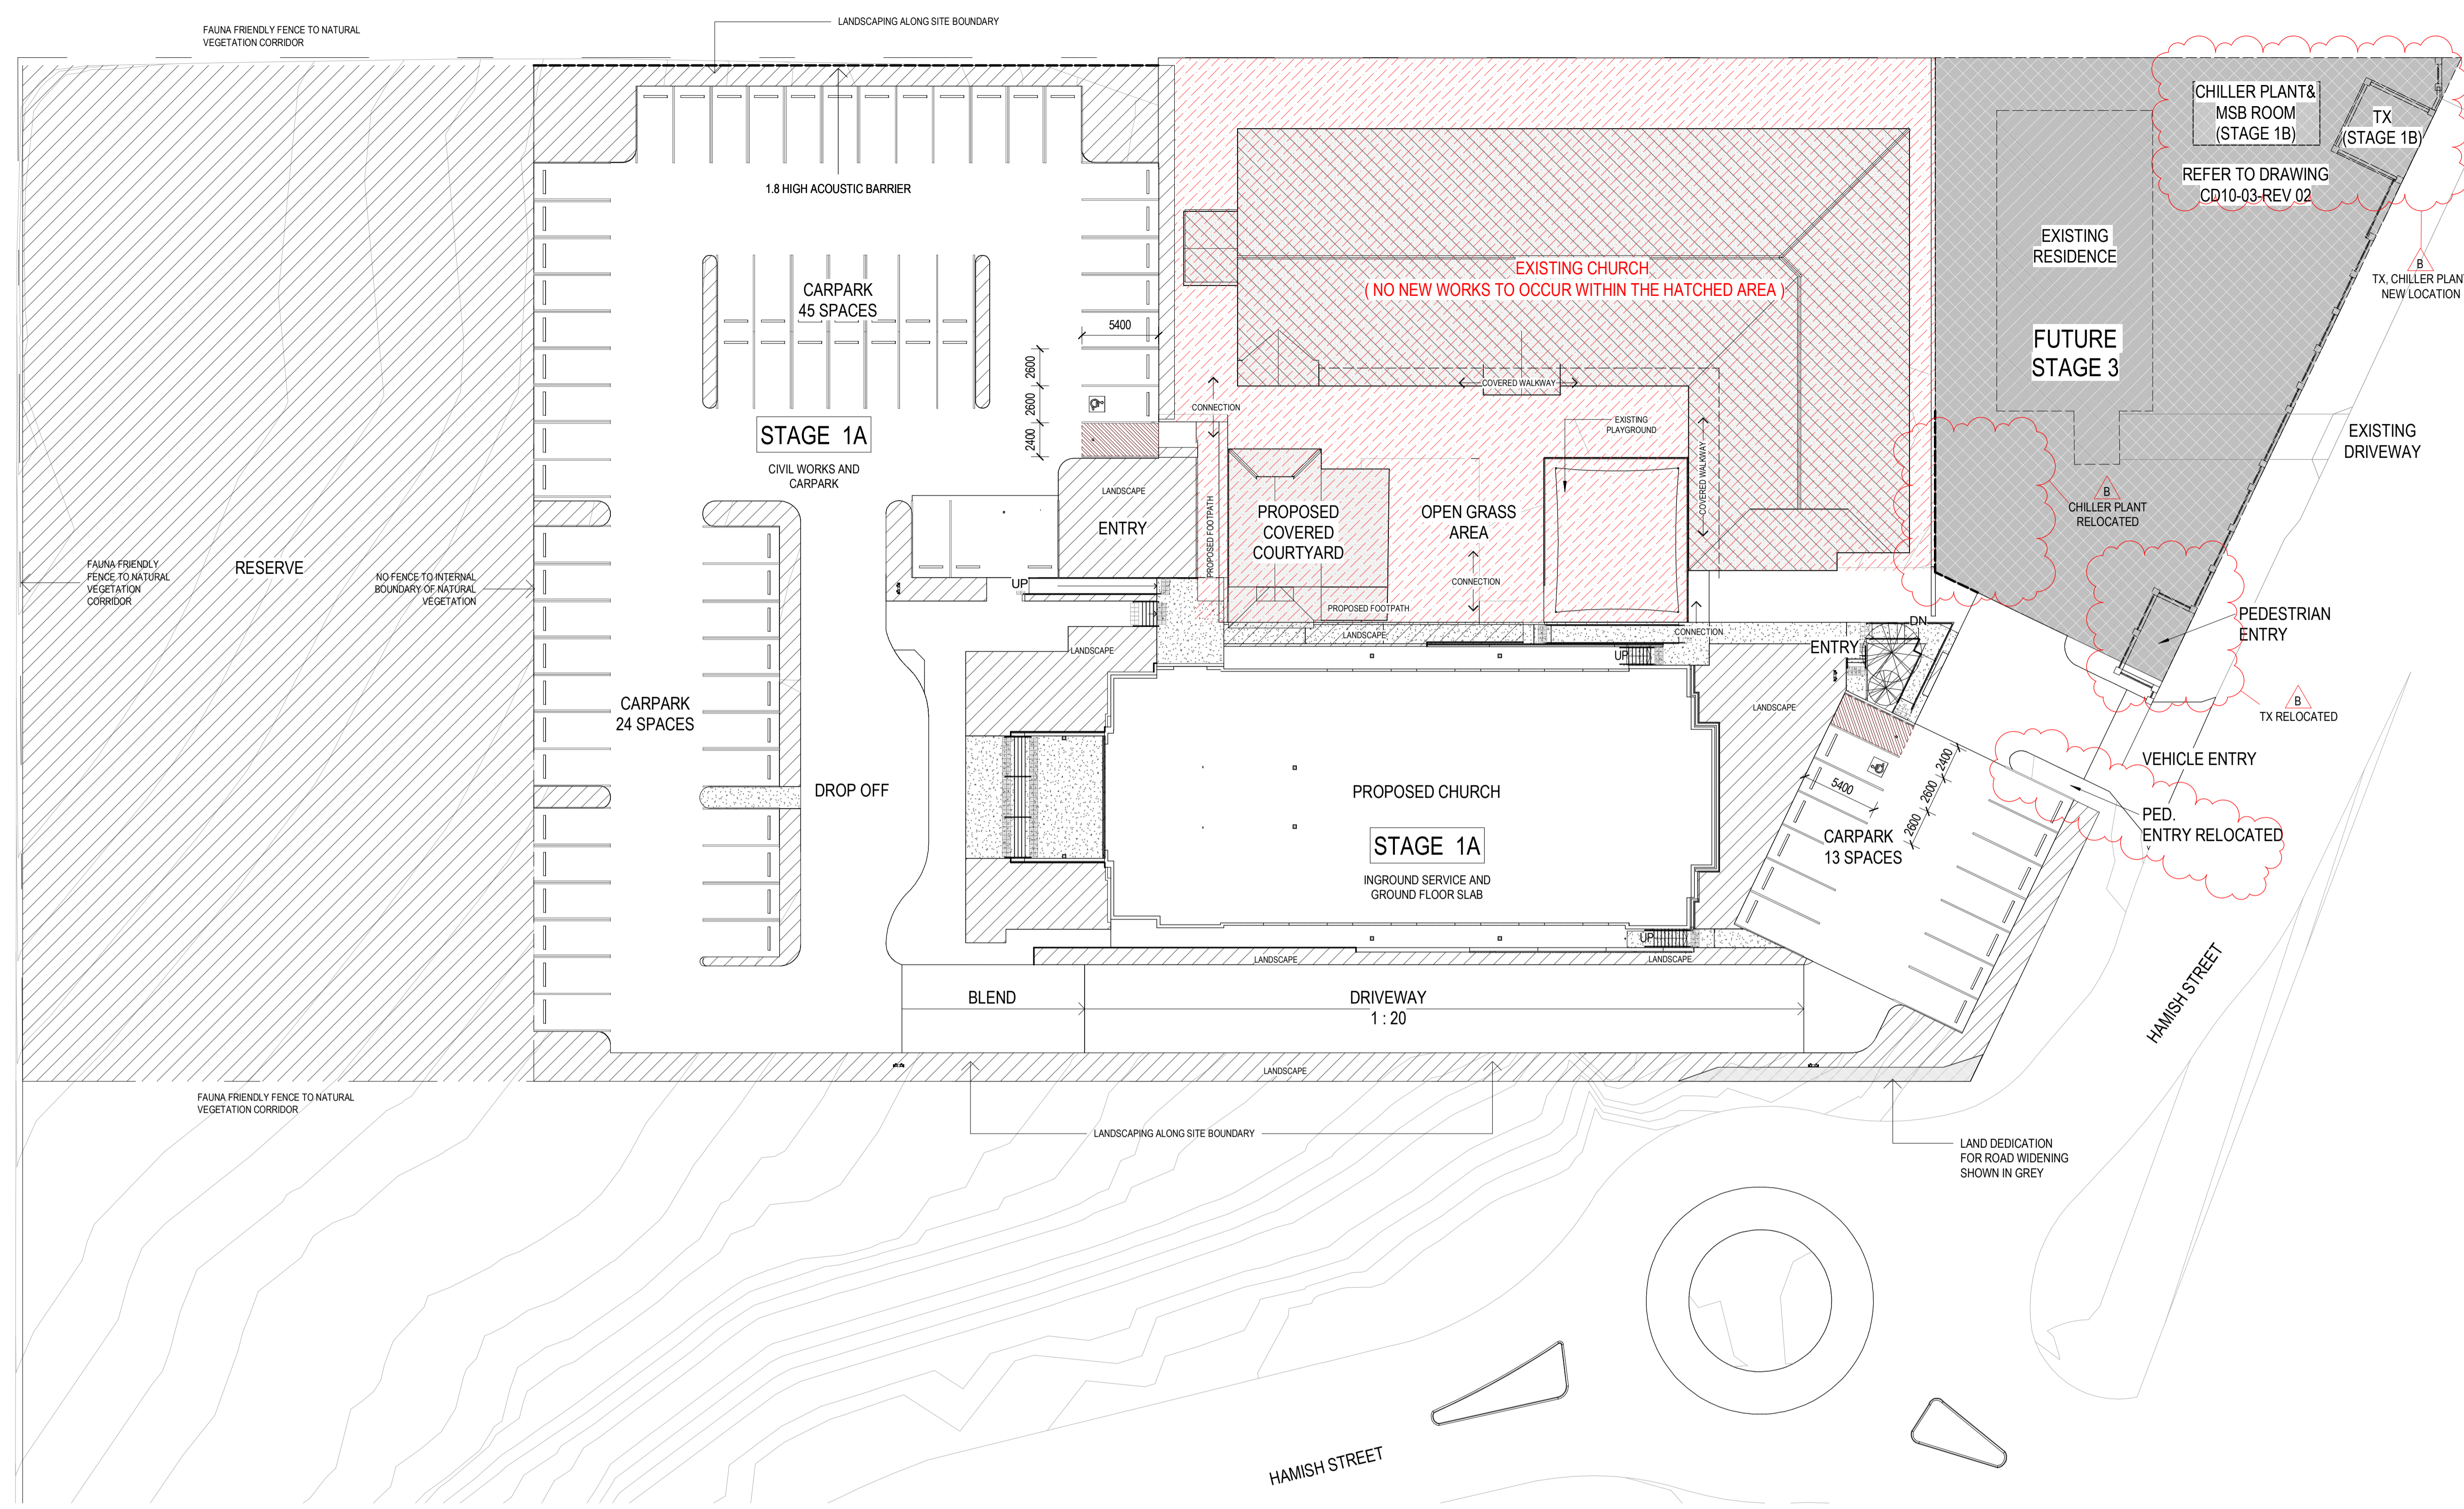 LANDSCAPING ALONG SITE BOUNDARY
FAUNA FRIENDLY FENCE TO NATURAL
VEGETATION CORRIDOR
1.8 HIGH ACOUSTIC BARRIER
CHILLER PLANT&
MSB ROOM
(STAGE 1B)
TX
(STAGE 1B)
REFER TO DRAWING
CD10-03-REV 02
EXISTING
RESIDENCE
B
TX, CHILLER PLAN
NEW LOCATION
EXISTING CHURCH
( NO NEW WORKS TO OCCUR WITHIN THE HATCHED AREA )
CARPARK
45 SPACES
5400
2600
2600
2400
FUTURE
STAGE 3
COVERED WALKWAY
CONNECTION
EXISTING
PLAYGROUND
COVERED WALKWAY
STAGE 1A
CIVIL WORKS AND
CARPARK
EXISTING
DRIVEWAY
LANDSCAPE
ENTRY
PROPOSED FOOTPATH
PROPOSED
COVERED
COURTYARD
OPEN GRASS
AREA
B
CHILLER PLANT
RELOCATED
FAUNA FRIENDLY
FENCE TO NATURAL
VEGETATION
CORRIDOR
RESERVE
NO FENCE TO INTERNAL
BOUNDARY OF NATURAL
VEGETATION
UP
CONNECTION
PROPOSED FOOTPATH
LANDSCAPE
CONNECTION
DN
ENTRY
PEDESTRIAN
ENTRY
LANDSCAPE
UP
LANDSCAPE
B
TX RELOCATED
CARPARK
24 SPACES
DROP OFF
PROPOSED CHURCH
STAGE 1A
INGROUND SERVICE AND
GROUND FLOOR SLAB
5400
2400
2600
2600
CARPARK
13 SPACES
VEHICLE ENTRY
PED.
ENTRY RELOCATED
UP
LANDSCAPE
LANDSCAPE
BLEND
DRIVEWAY
1 : 20
HAMISH STREET
LANDSCAPE
FAUNA FRIENDLY FENCE TO NATURAL
VEGETATION CORRIDOR
LANDSCAPING ALONG SITE BOUNDARY
LAND DEDICATION
FOR ROAD WIDENING
SHOWN IN GREY
HAMISH STREET